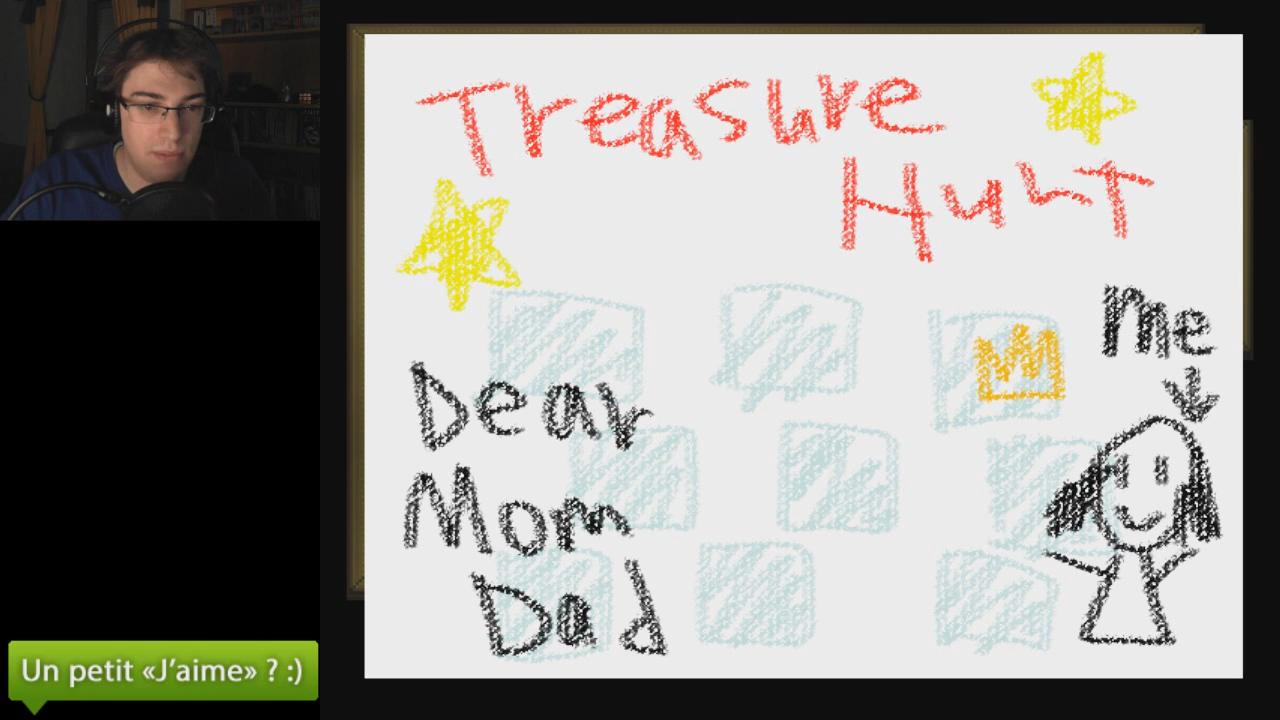 Treasure
Hunt
me
Dear
Mom
Dad
Un petit «J’aime» ? :)